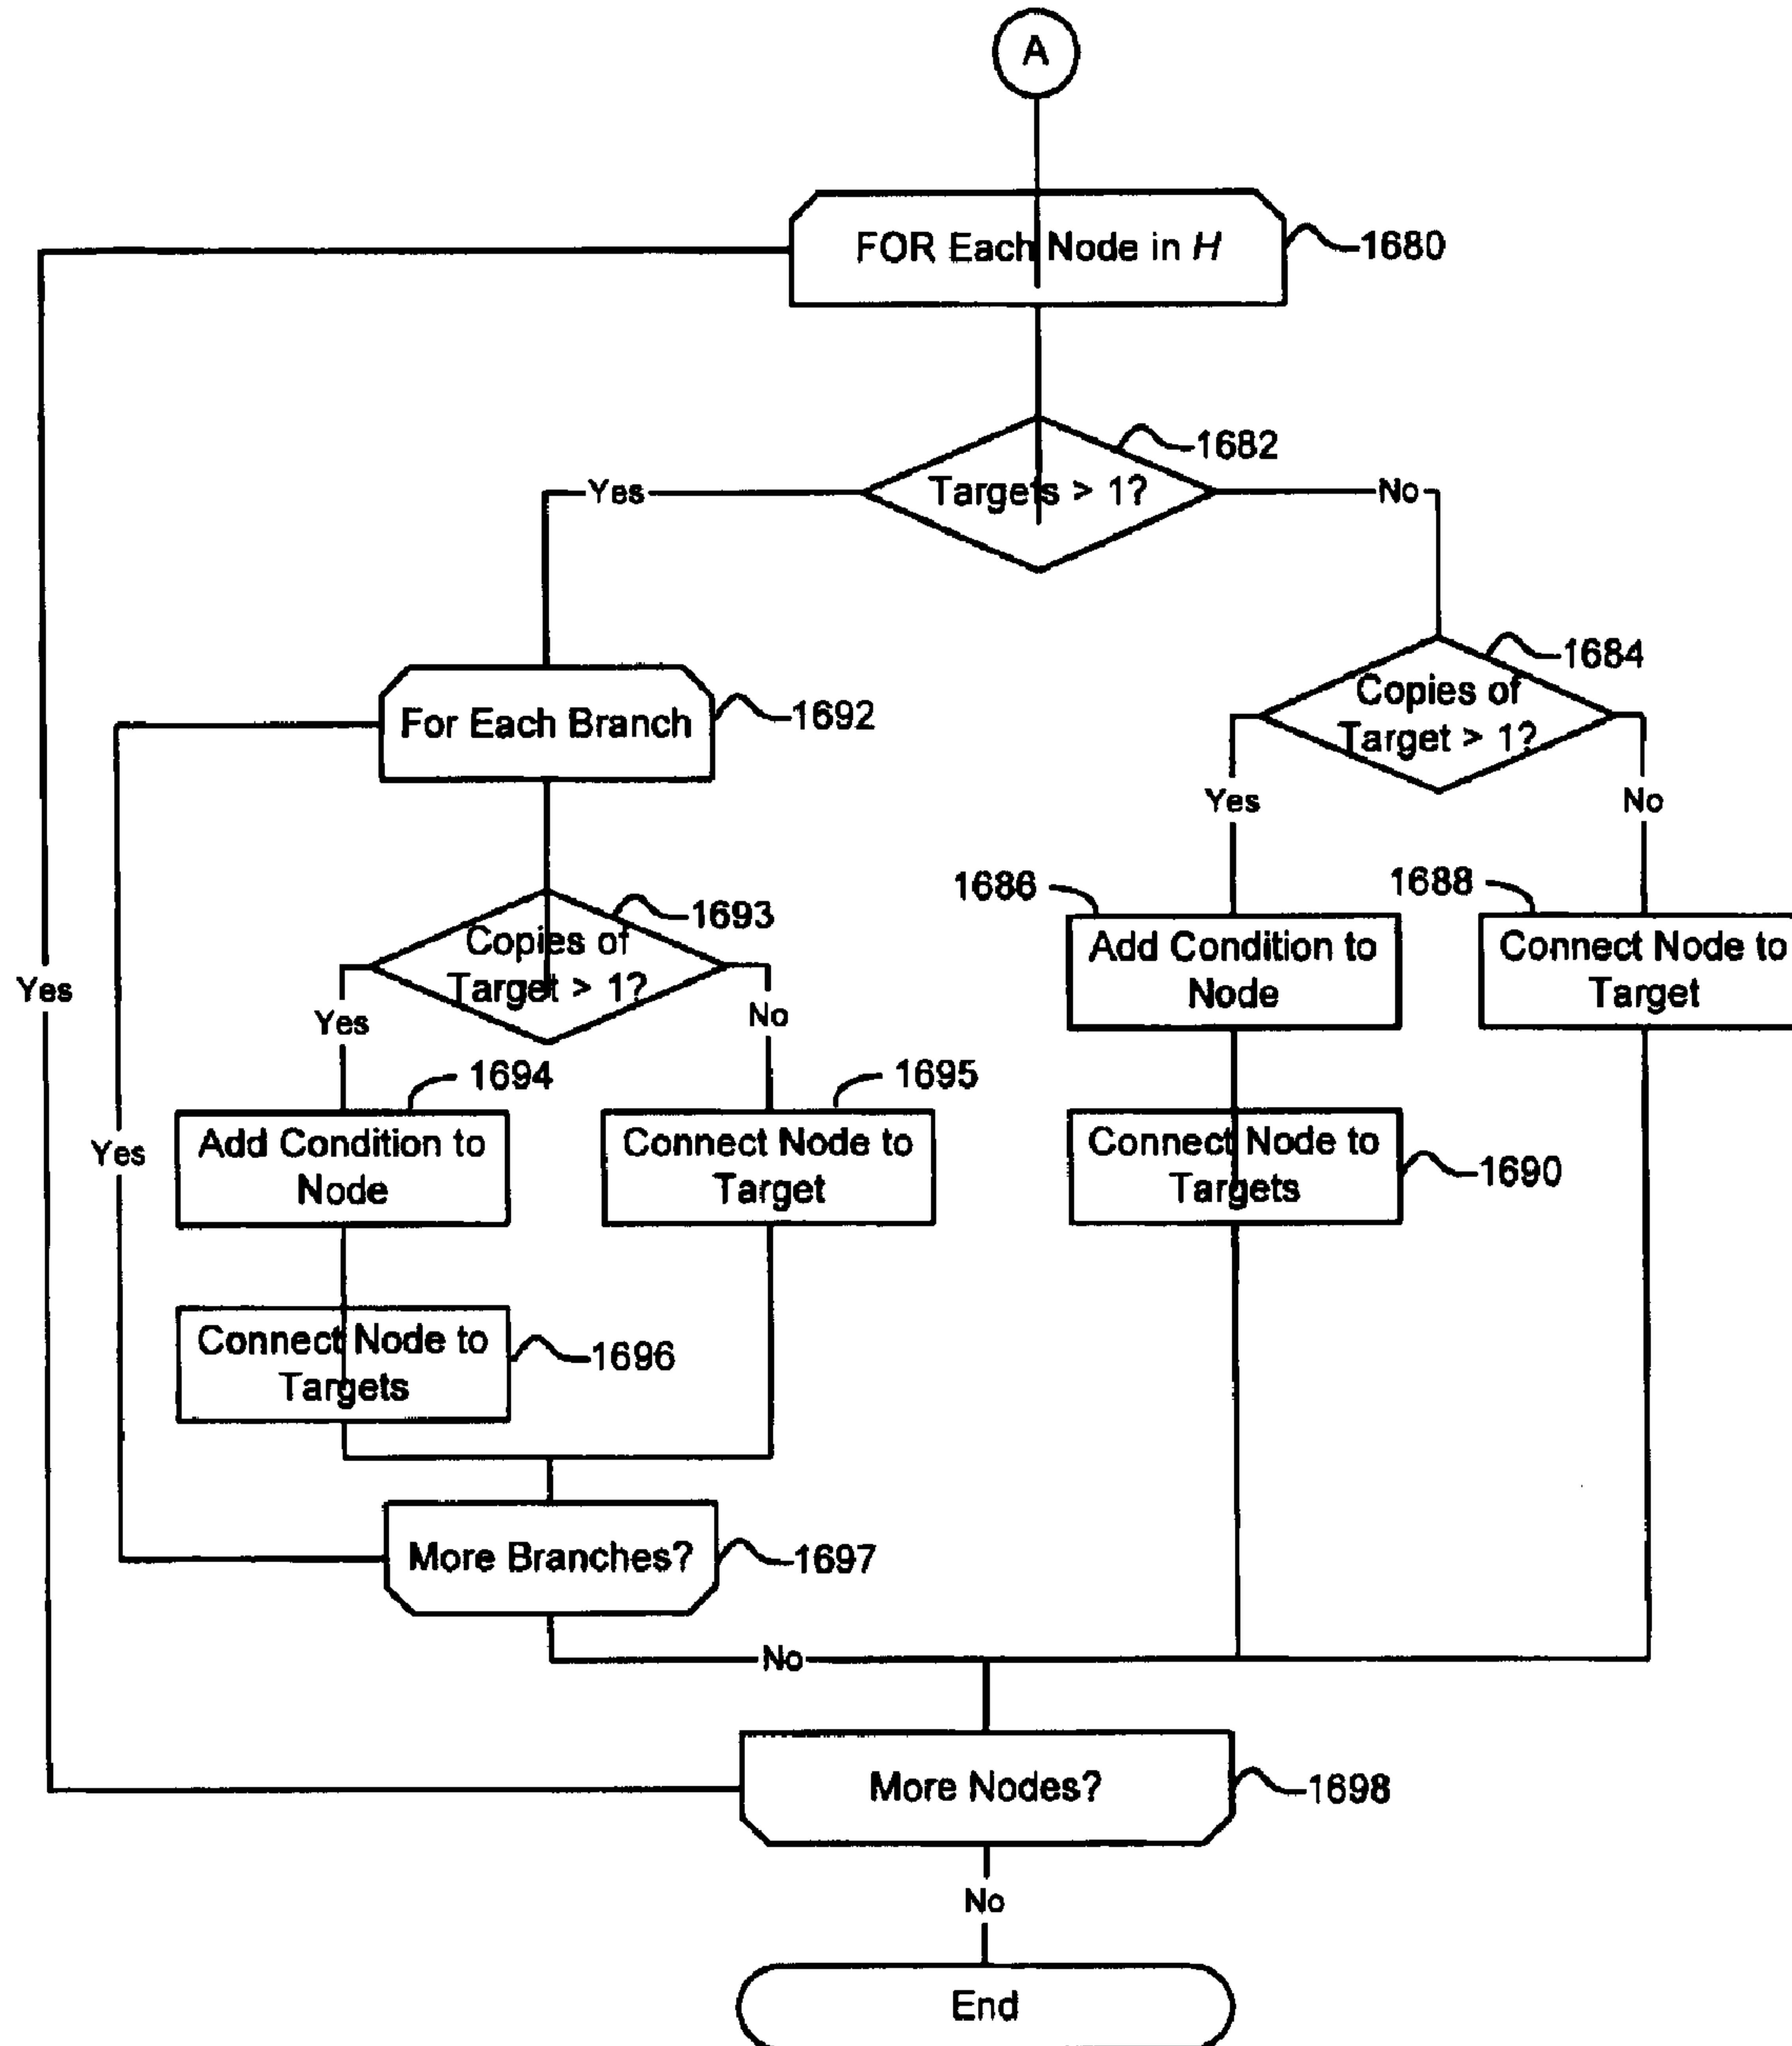 A
FOR Each Node in H
1680
1682
Targets > 1?
Yes
No
1684
Copies of
Target > 1?
For Each Branch
1692
Yes
No
1686
1688
1693
Copies of
Target > 1?
Add Condition to
Node
Connect Node to
Target
Yes
Yes
No
1694
1695
Yes
Add Condition to
Node
Connect Node to
Target
Connect Node to
Targets
1690
Connect Node to
Targets
1696
More Branches?
1697
No
More Nodes?
1698
No
End